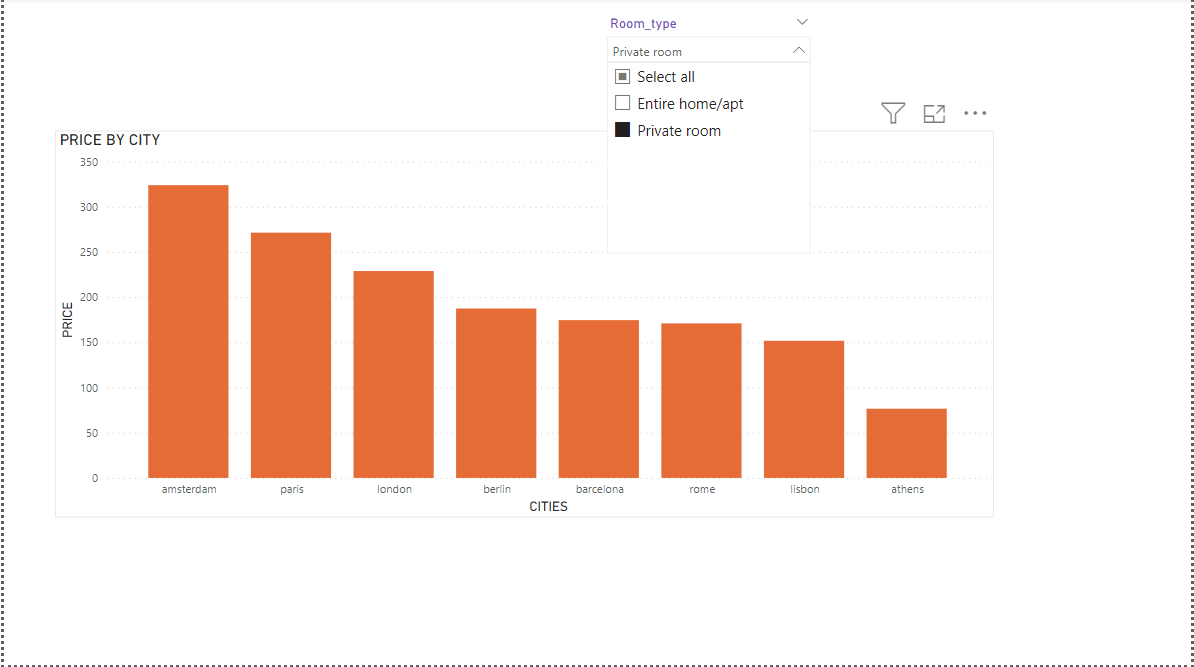 Room_type
Private room
Select all
Entire home/apt
Private room
PRICE BY CITY
350
300
250
200
150
100
50
0
PRICE
amsterdam paris london berlin barcelona rome lisbon athens
CITIES